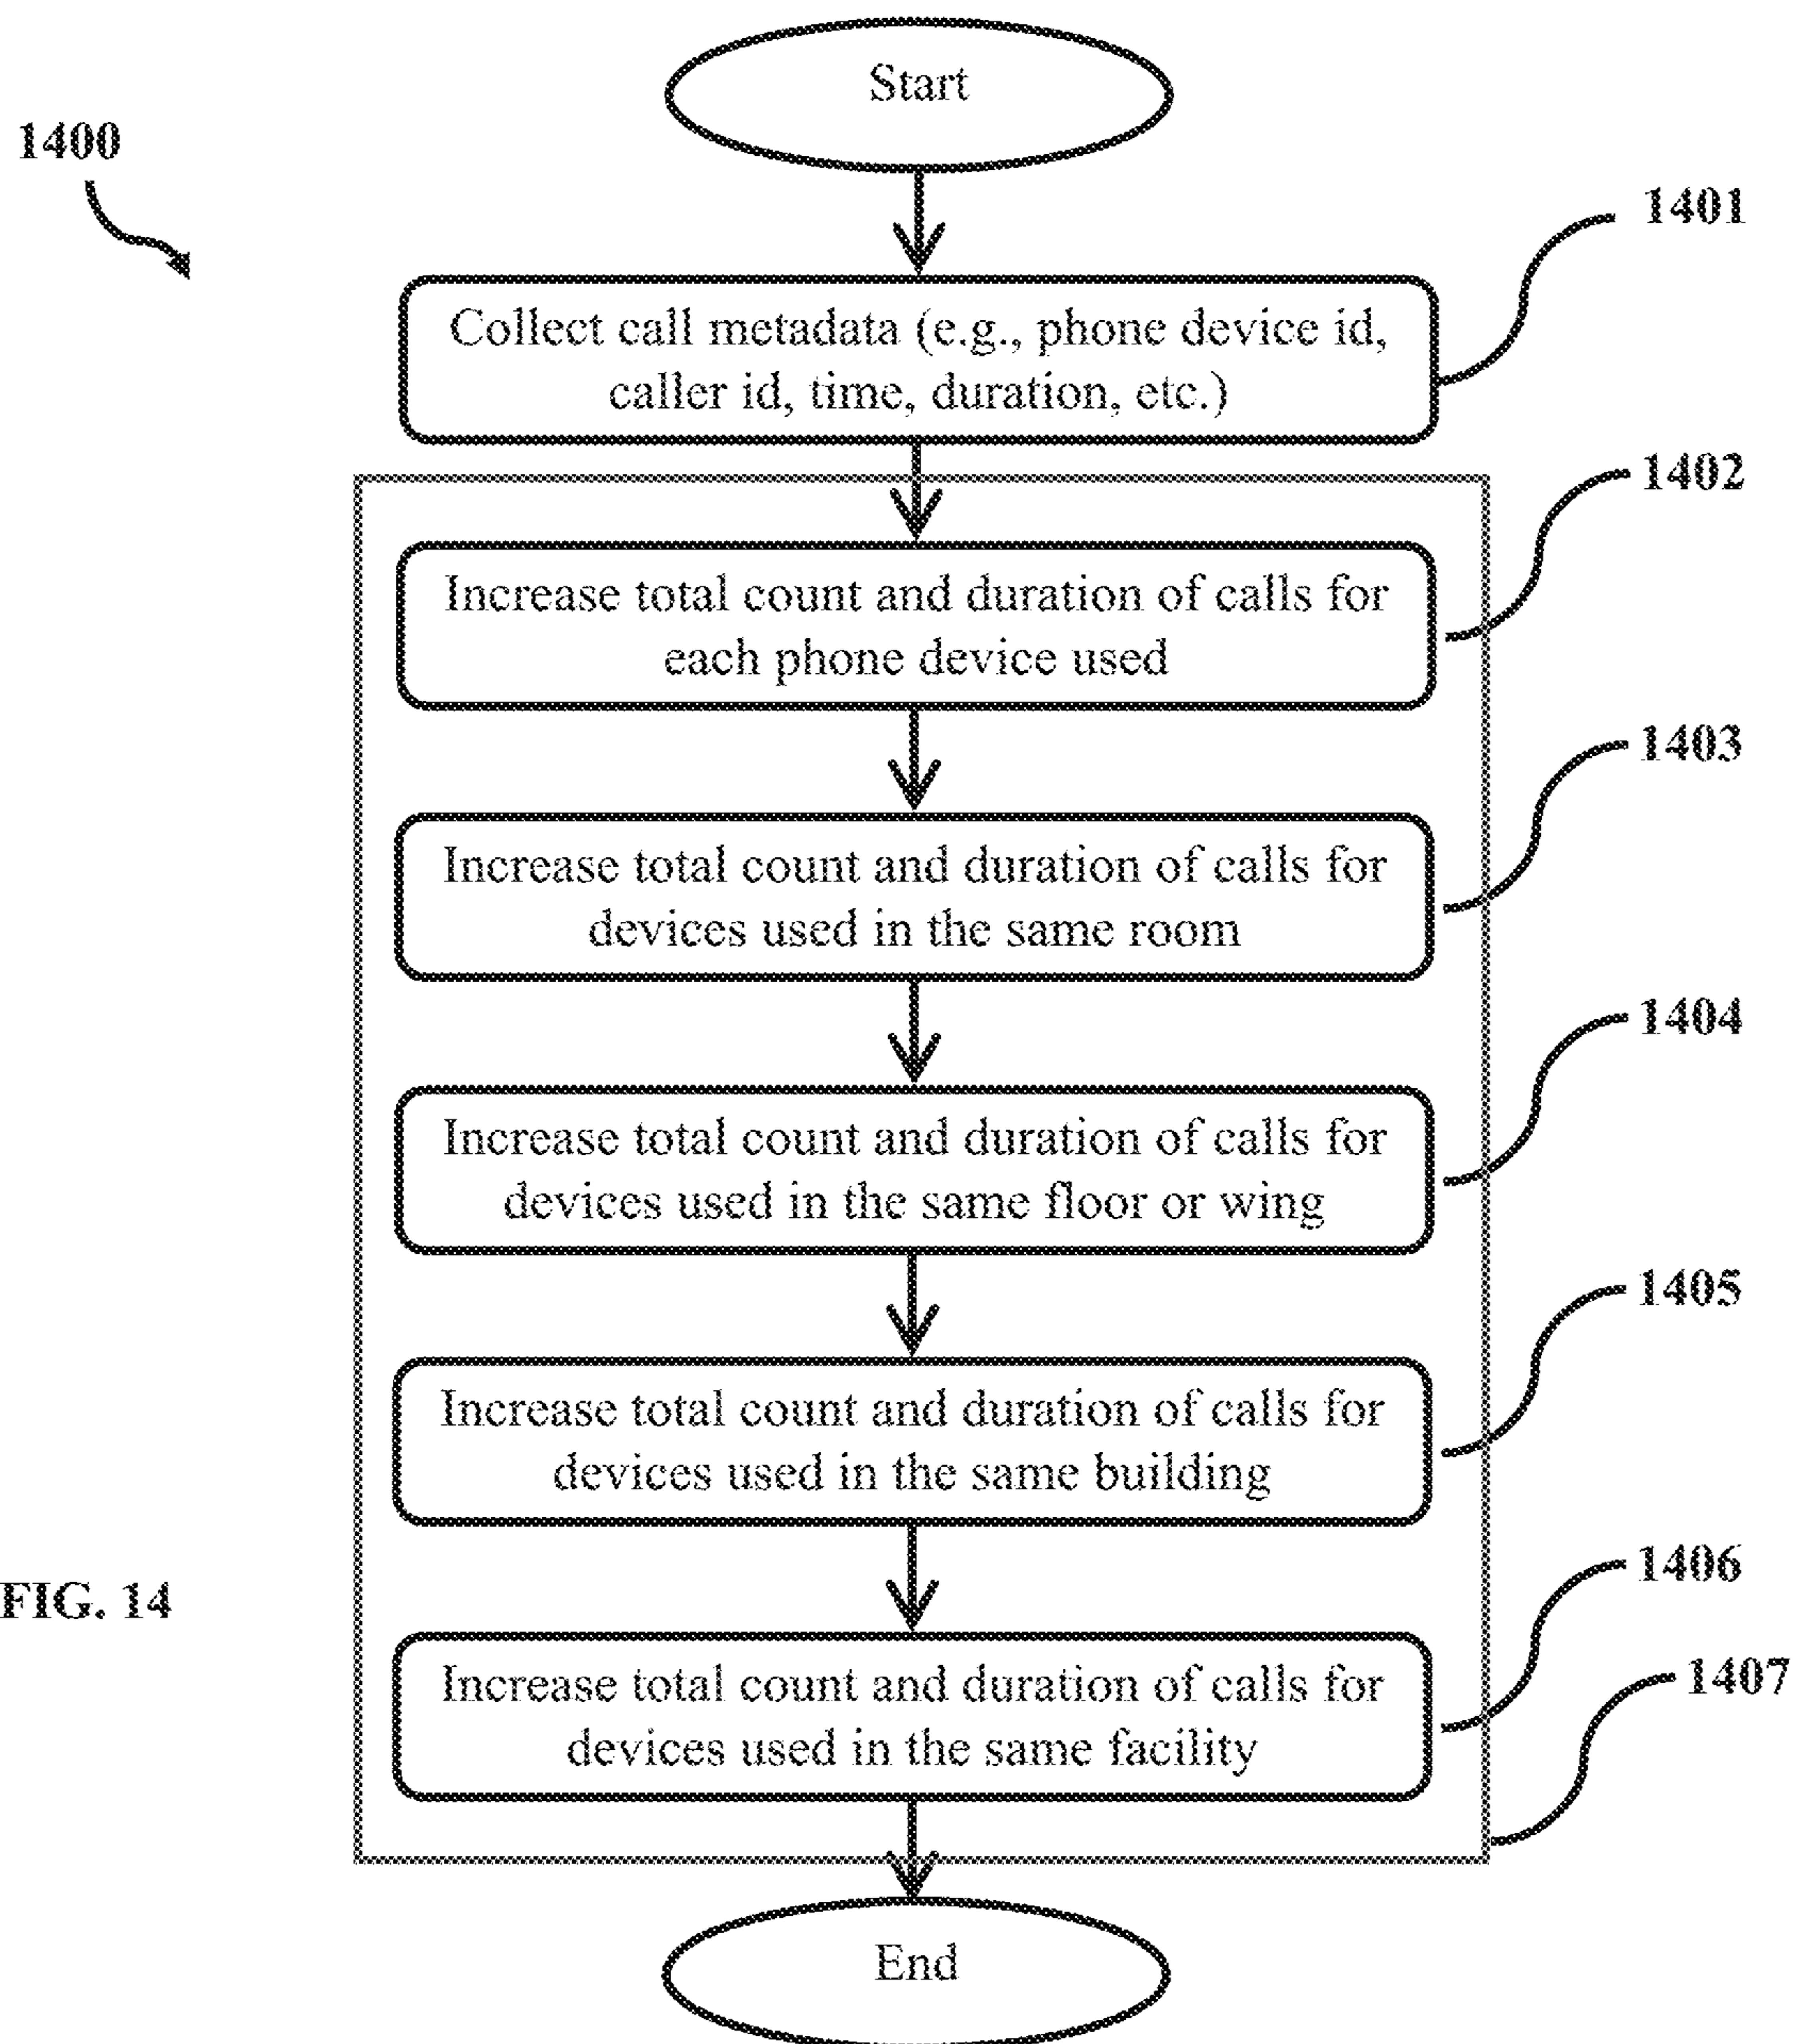 Start
1400
1401
Collect call metadata (e.g., phone device id,
caller id, time, duration, etc.)
1402
Increase total count and duration of calls for
each phone device used
1403
Increase total count and duration of calls for
devices used in the same room
1404
Increase total count and duration of calls for
devices used in the same floor or wing
1405
Increase total count and duration of calls for
devices used in the same building
1406
FIG. 14
Increase total count and duration of calls for
devices used in the same facility
1407
End